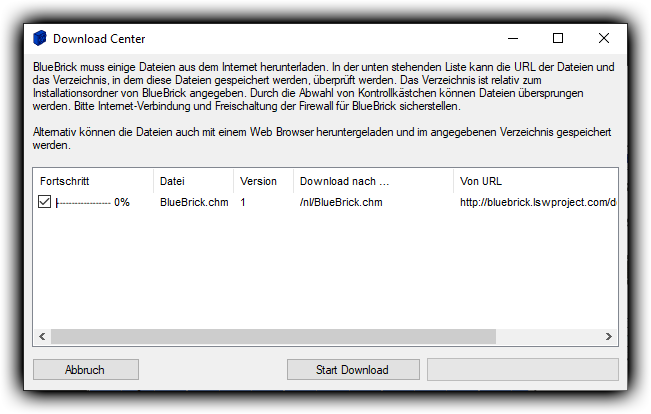 Download Center
BlueBrick muss einige Dateien aus dem Internet herunterladen. In der unten stehenden Liste kann die URL der Dateien und
das Verzeichnis, in dem diese Dateien gespeichert werden, überprüft werden. Das Verzeichnis ist relativ zum
Installationsordner von BlueBrick angegeben. Durch die Abwahl von Kontrollkästchen können Dateien übersprungen
werden. Bitte Internet-Verbindung und Freischaltung der Firewall für BlueBrick sicherstellen.
Alternativ können die Dateien auch mit einem Web Browser heruntergeladen und im angegebenen Verzeichnis gespeichert
werden.
Fortschritt Datei Version Download nach ... Von URL
0% BlueBrick.chm 1 /nl/BlueBrick.chm http://bluebrick.lswproject.com/d
Abbruch Start Download